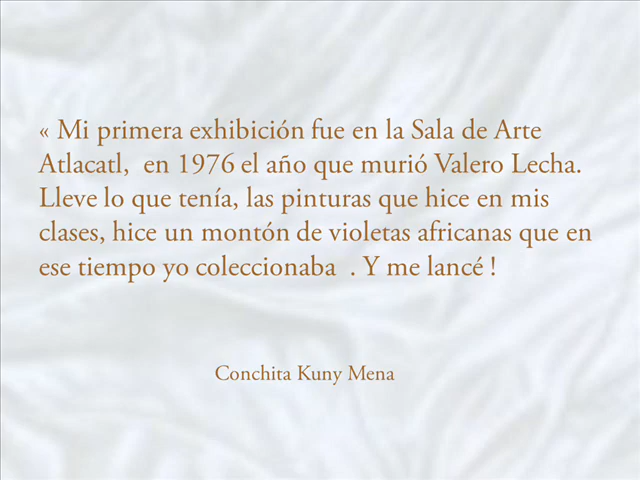 « Mi primera exhibición fue en la Sala de Arte
Atlacatl,  en 1976 el año que murió Valero Lecha.
Lleve lo que tenía, las pinturas que hice en mis
clases, hice un montón de violetas africanas que en
ese tiempo yo coleccionaba  . Y me lancé !
Conchita Kuny Mena